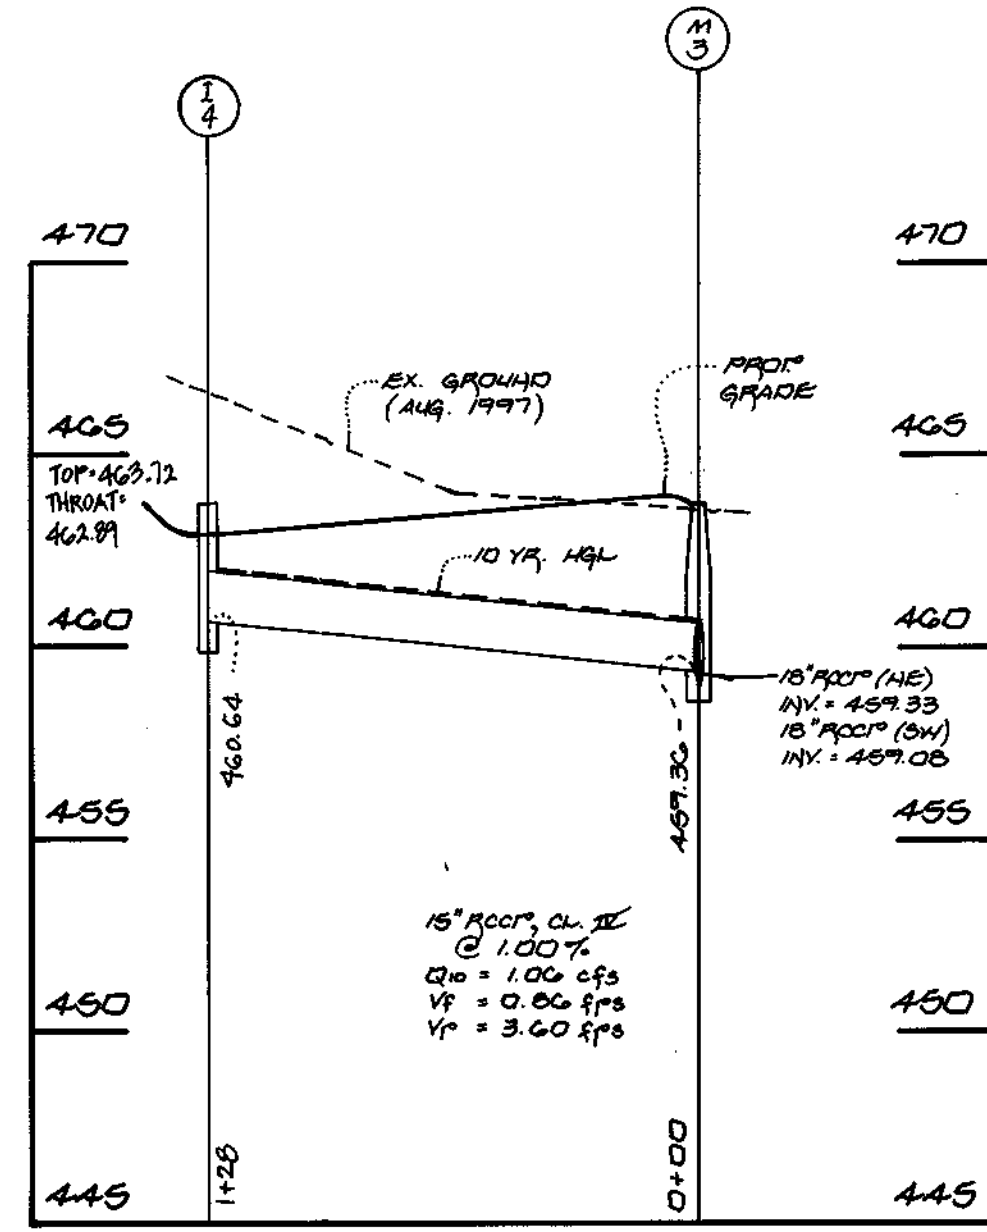 M
3
I
4
470
470
EX. GROUND
(AUG. 1997)
PROP.
GRADE
465
465
TOP=463.72
THROAT=
462.89
10 YR. HGL
460
460
460.64
459.36
18" RCCP (NE)
INV. = 459.33
18" RCCP (SW)
INV. = 459.08
455
455
15" RCCP, CL. IV
@ 1.00%
Q10 = 1.06 cfs
Vf = 0.86 fps
Vp = 3.60 fps
450
450
1+28
0+00
445
445